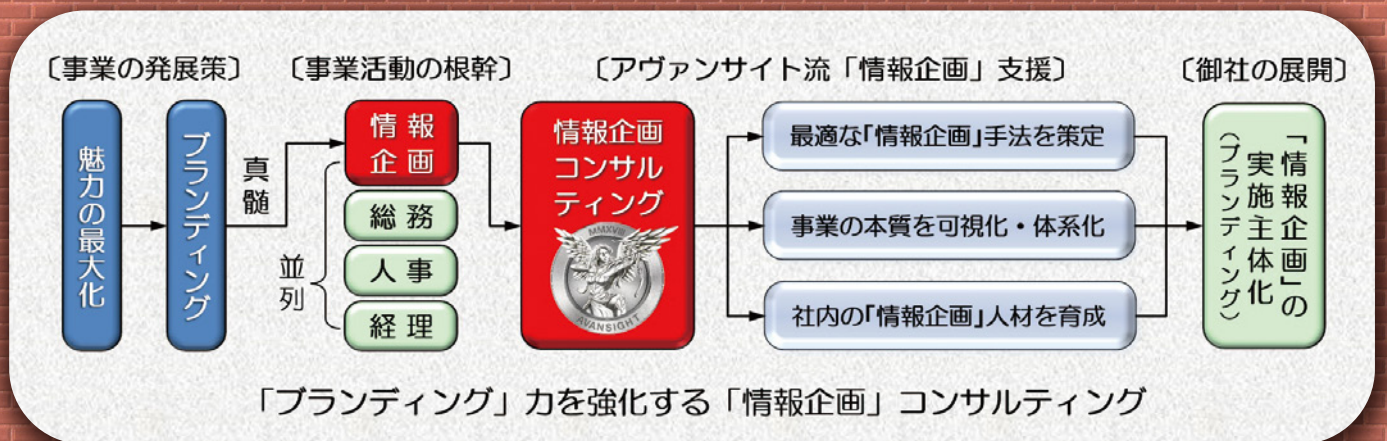 〔事業の発展策〕
〔事業活動の根幹〕
〔アヴァンサイト流「情報企画」支援〕
〔御社の展開〕
魅力の最大化
ブランディング
真髄
並列
情報
企画
総務
人事
経理
情報企画
コンサル
ティング
MMXVIII
AVANSIGHT
最適な「情報企画」手法を策定
事業の本質を可視化・体系化
社内の「情報企画」人材を育成
「情報企画」の
実施主体化
（ブランディング）
「ブランディング」力を強化する「情報企画」コンサルティング